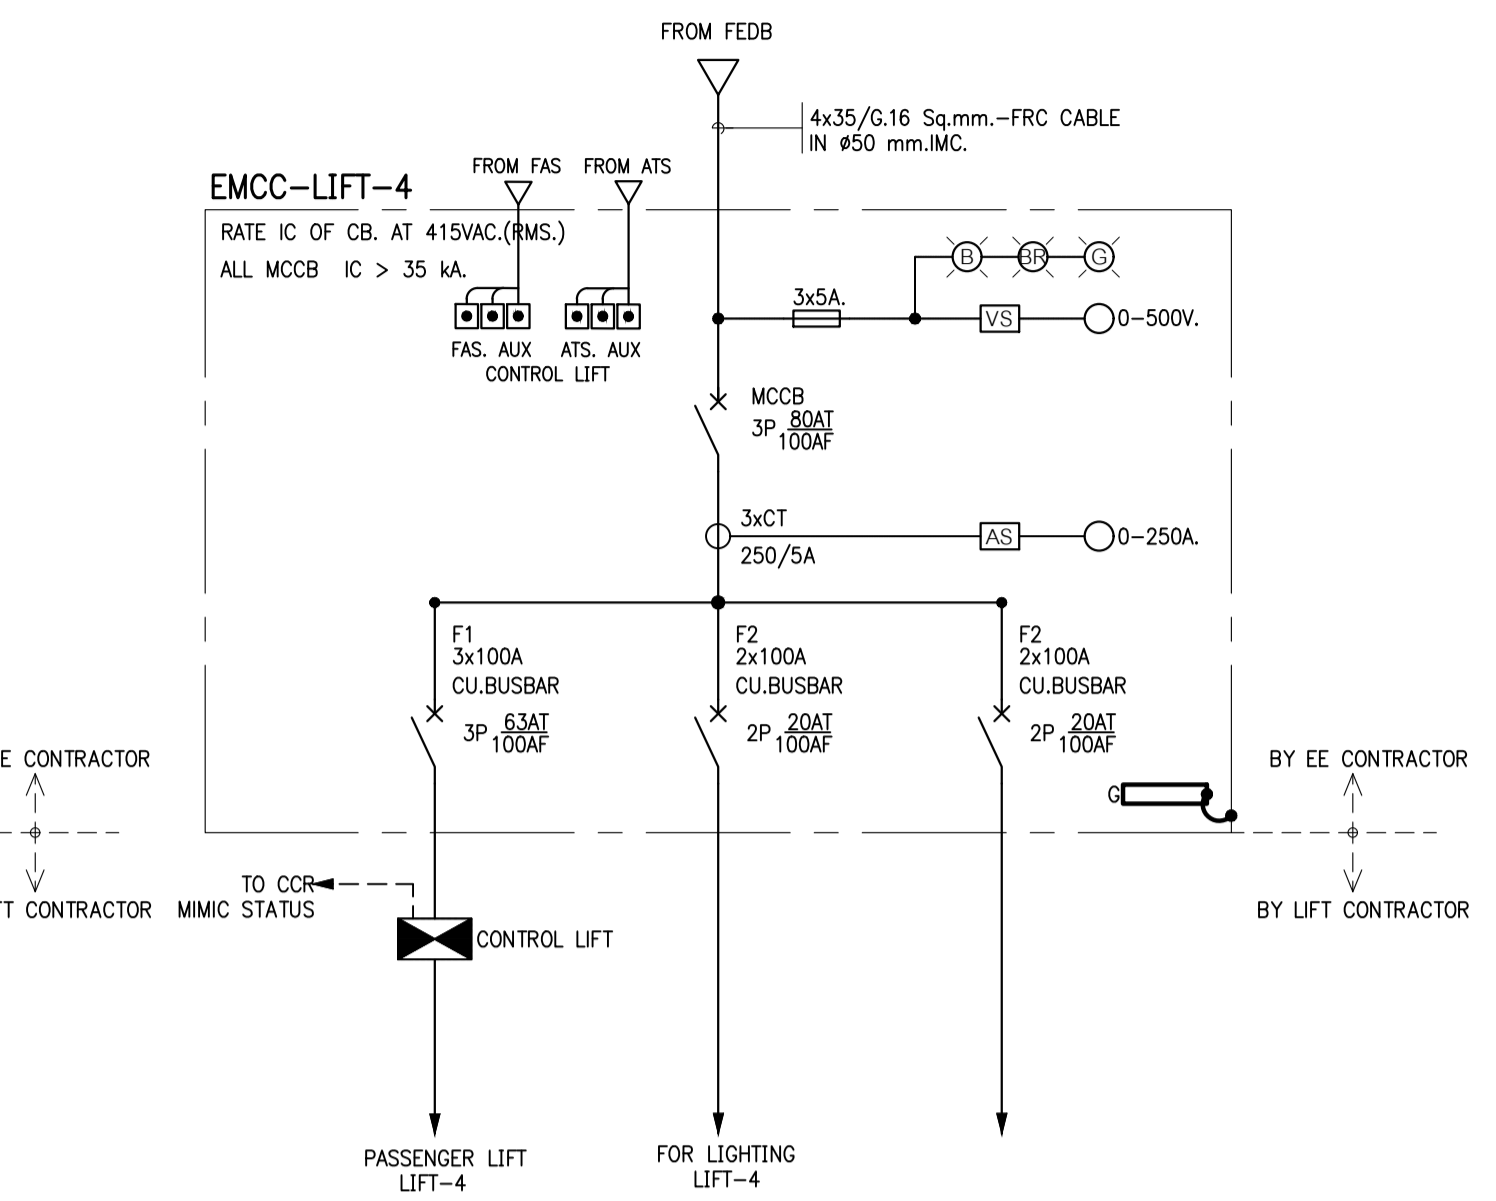 FROM FEDB
4x35/G.16 Sq.mm.-FRC CABLE
IN ø50 mm.IMC.
FROM FAS
FROM ATS
EMCC-LIFT-4
RATE IC OF CB. AT 415VAC.(RMS.)
ALL MCCB IC > 35 kA.
B
BR
G
3x5A.
VS
0-500V.
FAS. AUX
ATS. AUX
CONTROL LIFT
MCCB
3P 80AT
100AF
3xCT
250/5A
AS
0-250A.
F1
3x100A
CU.BUSBAR
3P 63AT
100AF
F2
2x100A
CU.BUSBAR
2P 20AT
100AF
F2
2x100A
CU.BUSBAR
2P 20AT
100AF
E CONTRACTOR
BY EE CONTRACTOR
G
TO CCR
MIMIC STATUS
FT CONTRACTOR
BY LIFT CONTRACTOR
CONTROL LIFT
PASSENGER LIFT
LIFT-4
FOR LIGHTING
LIFT-4